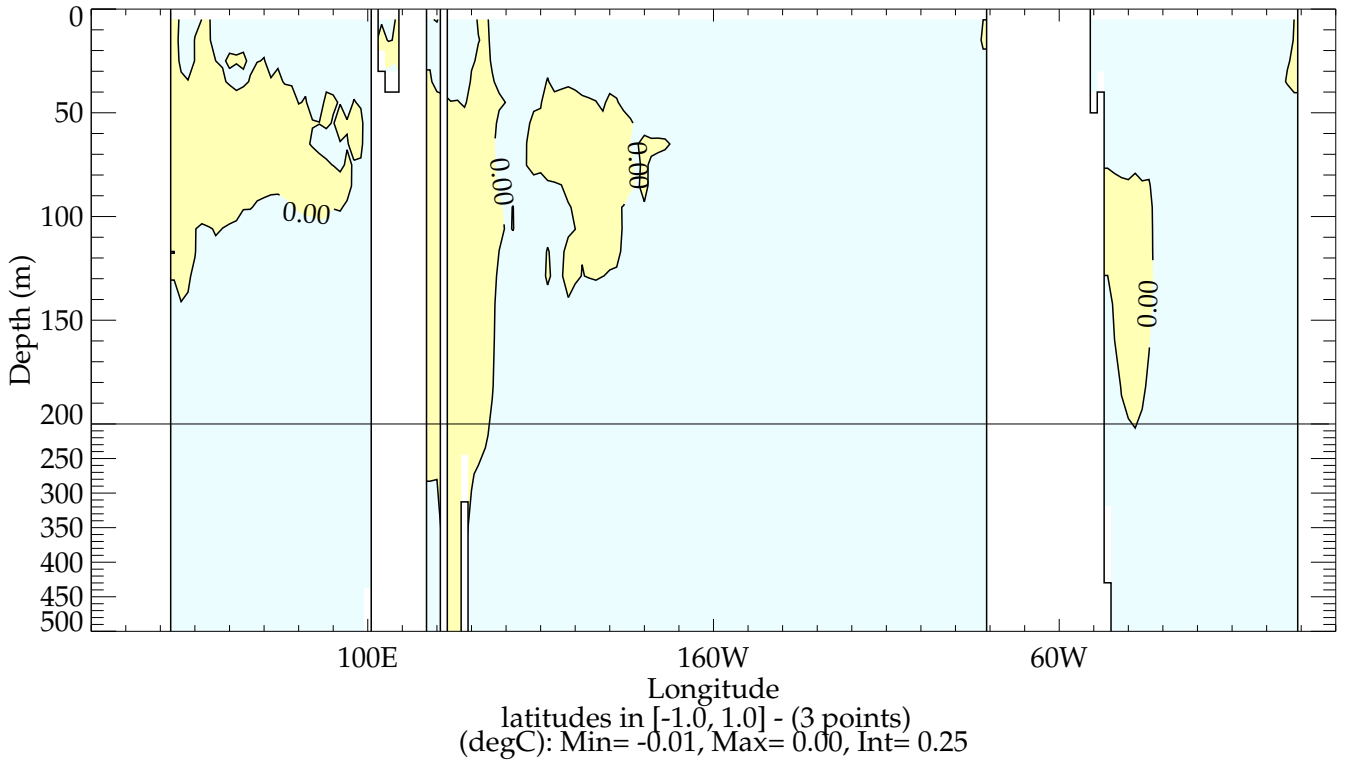 0
50
100
150
200
250
300
350
400
450
500
Depth (m)
0.00
0.00
0.00
0.00
100E
160W
60W
Longitude
latitudes in [-1.0, 1.0] - (3 points)
(degC): Min= -0.01, Max= 0.00, Int= 0.25